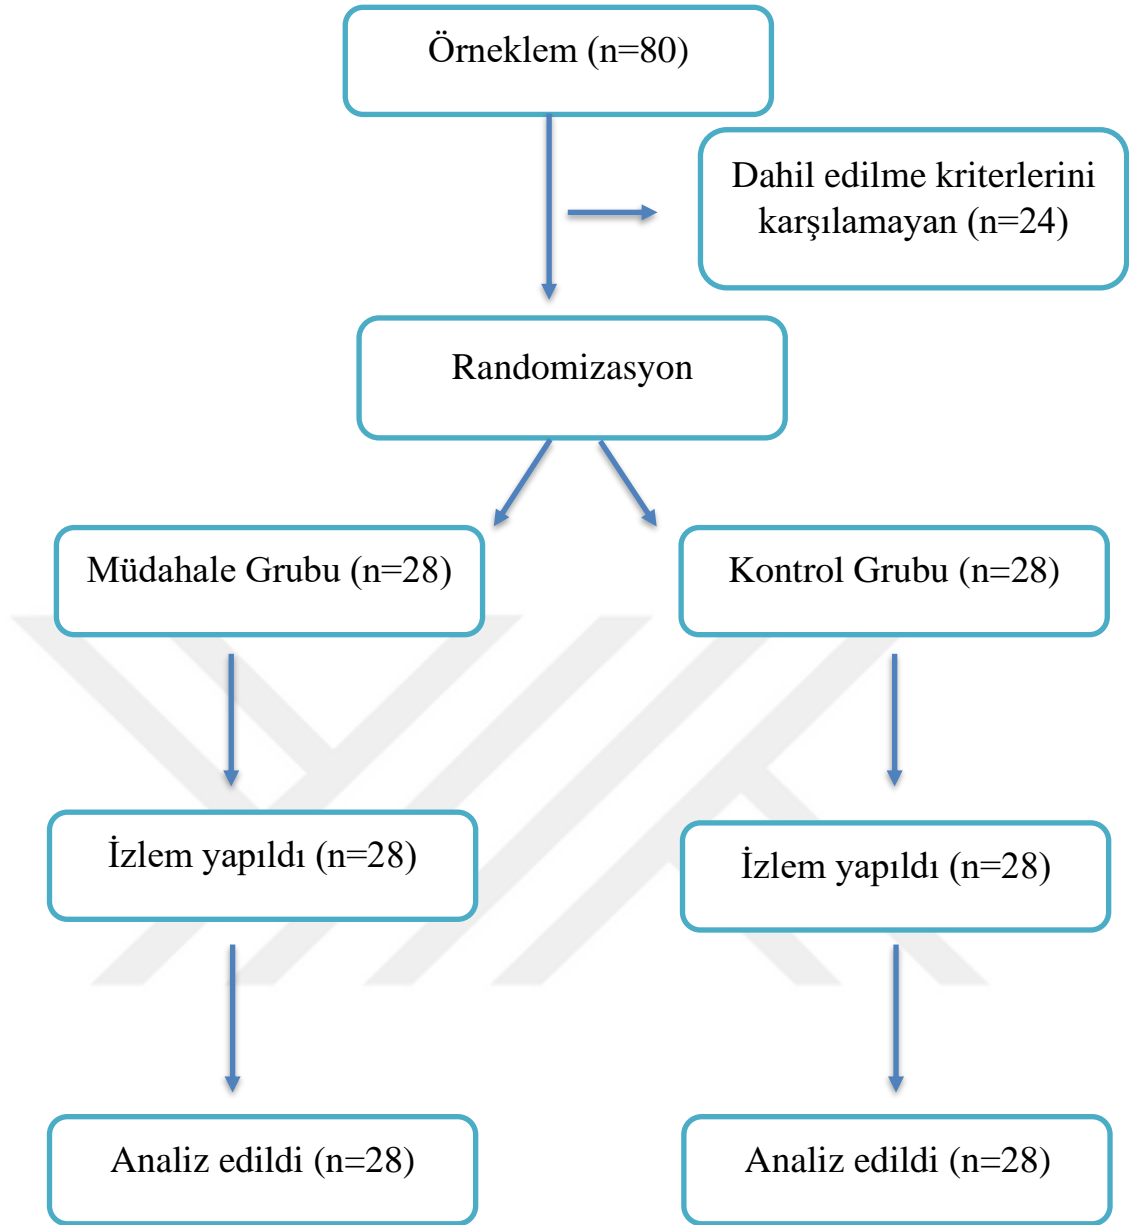 Örneklem (n=80)
Dahil edilme kriterlerini
karşılamayan (n=24)
Randomizasyon
Müdahale Grubu (n=28)
Kontrol Grubu (n=28)
İzlem yapıldı (n=28)
İzlem yapıldı (n=28)
Analiz edildi (n=28)
Analiz edildi (n=28)